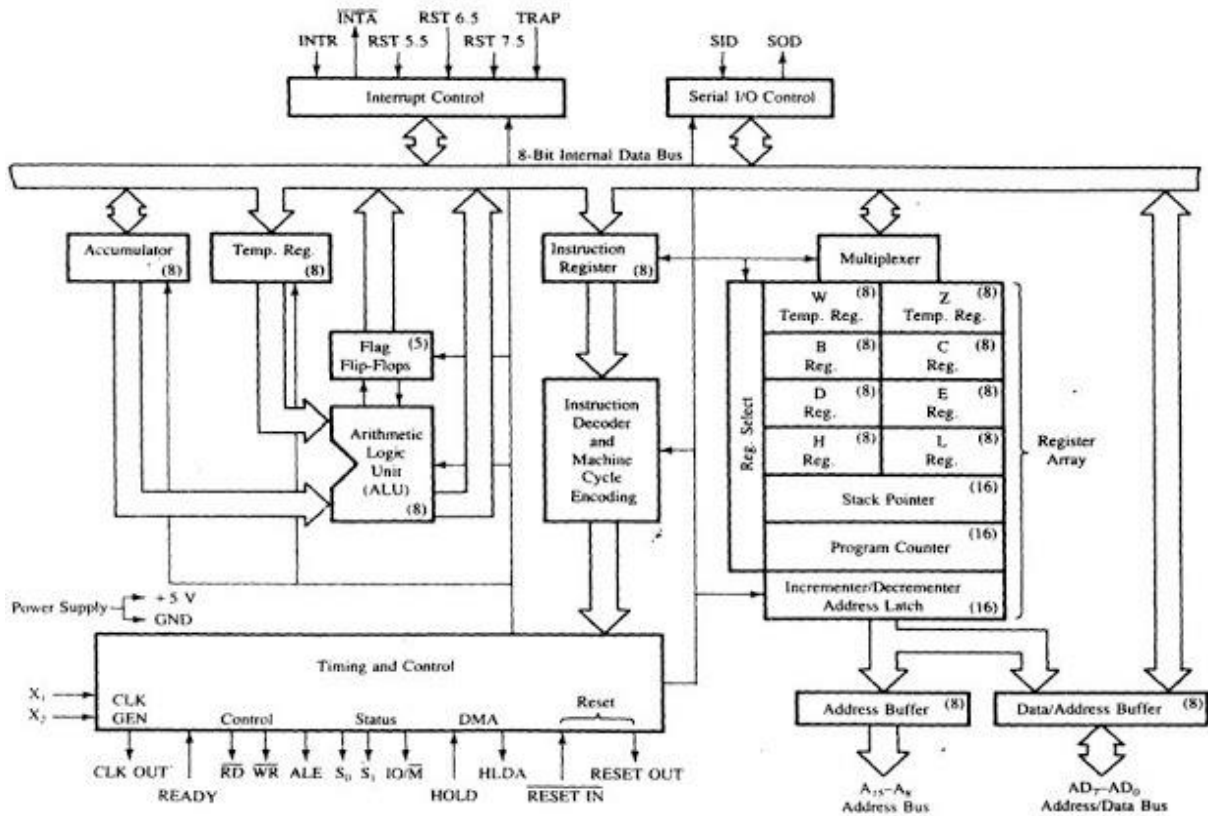 INTA
RST 6.5
TRAP
INTR
RST 5.5
RST 7.5
SID
SOD
Interrupt Control
Serial I/O Control
8-Bit Internal Data Bus
Accumulator
(8)
Temp. Reg.
(8)
Instruction
Register
(8)
Multiplexer
Flag
Flip-Flops
(5)
Arithmetic
Logic
Unit
(ALU)
(8)
Instruction
Decoder
and
Machine
Cycle
Encoding
Reg. Select
W (8)
Temp. Reg.
Z (8)
Temp. Reg.
B (8)
Reg.
C (8)
Reg.
D (8)
Reg.
E (8)
Reg.
H (8)
Reg.
L (8)
Reg.
Stack Pointer
(16)
Program Counter
(16)
Incrementer/Decrementer
Address Latch
(16)
Register
Array
Power Supply
+5 V
GND
Timing and Control
X₁
X₂
CLK
GEN
Control
Status
DMA
Reset
CLK OUT
READY
RD
WR
ALE
S₀
S₁
IO/M
HOLD
HLDA
RESET IN
RESET OUT
Address Buffer
(8)
Data/Address Buffer
(8)
A₁₅–A₈
Address Bus
AD₇–AD₀
Address/Data Bus